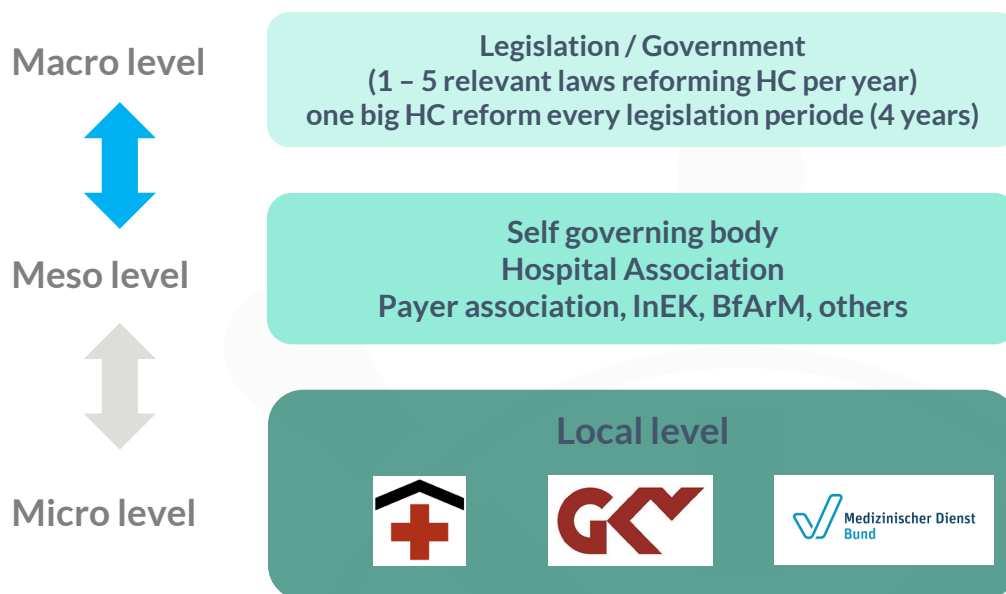 Macro level
Legislation / Government
(1 – 5 relevant laws reforming HC per year)
one big HC reform every legislation periode (4 years)
Meso level
Self governing body
Hospital Association
Payer association, InEK, BfArM, others
Micro level
Local level
GKV
Medizinischer Dienst
Bund